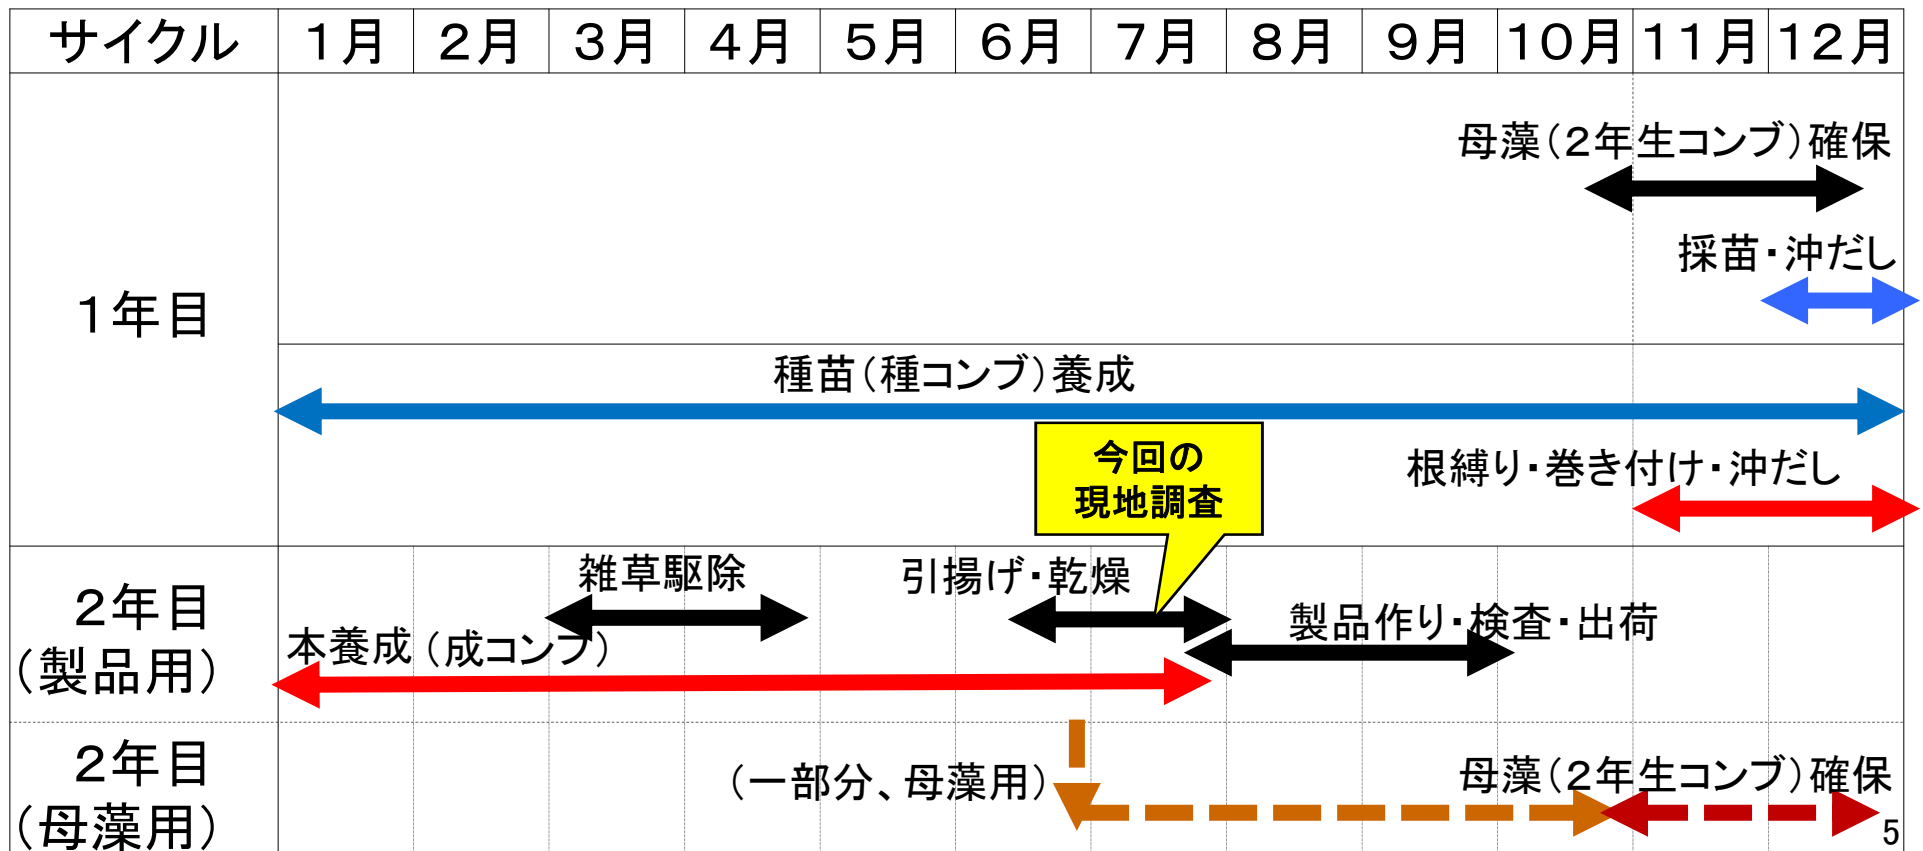 サイクル １月 ２月 ３月 ４月 ５月 ６月 ７月 ８月 ９月 １０月 １１月 １２月
１年目
母藻（２年生コンブ）確保
採苗・沖だし
種苗（種コンブ）養成
今回の
現地調査
根縛り・巻き付け・沖だし
２年目
（製品用）
雑草駆除
引揚げ・乾燥
製品作り・検査・出荷
本養成（成コンブ）
２年目
（母藻用）
（一部分、母藻用）
母藻（２年生コンブ）確保
5